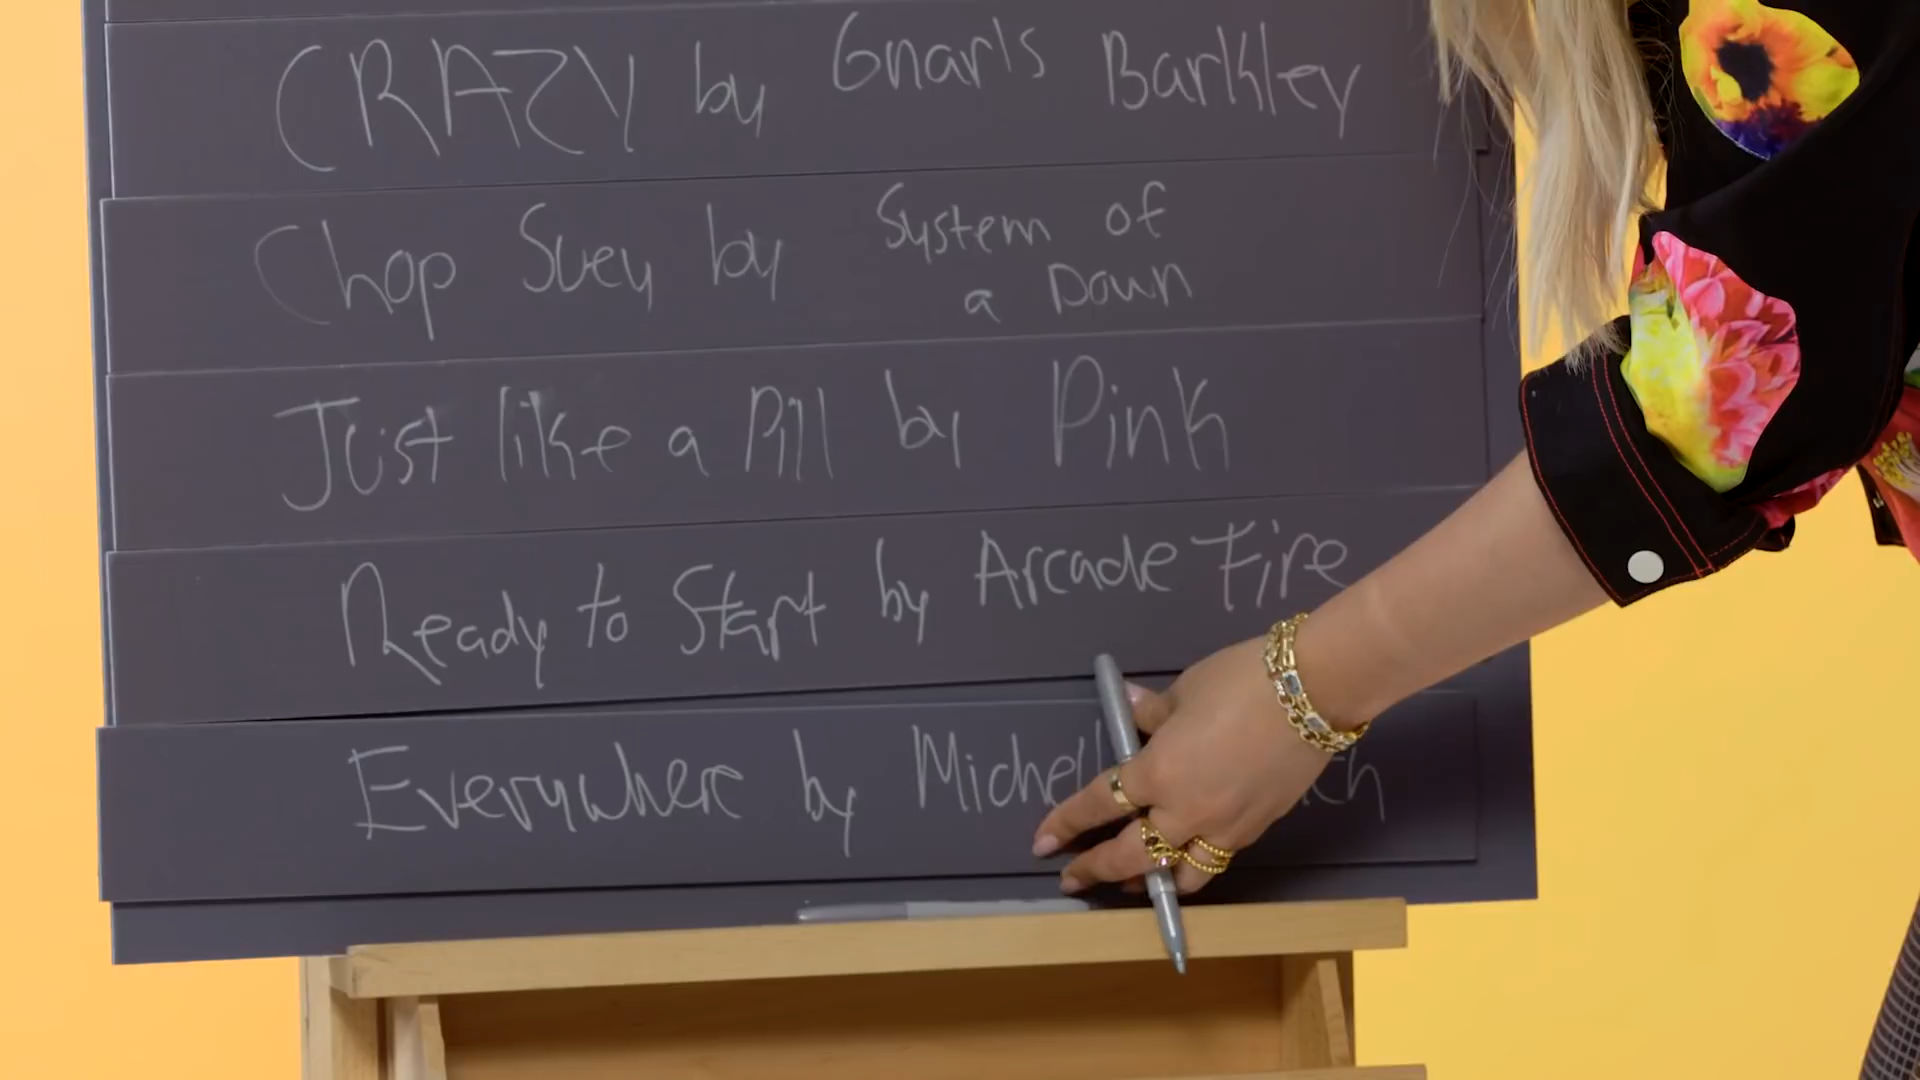 CRAZY by Gnarls Barkley
Chop Suey by System of
a Down
Just like a Pill by Pink
Ready to Start by Arcade Fire
Everywhere by